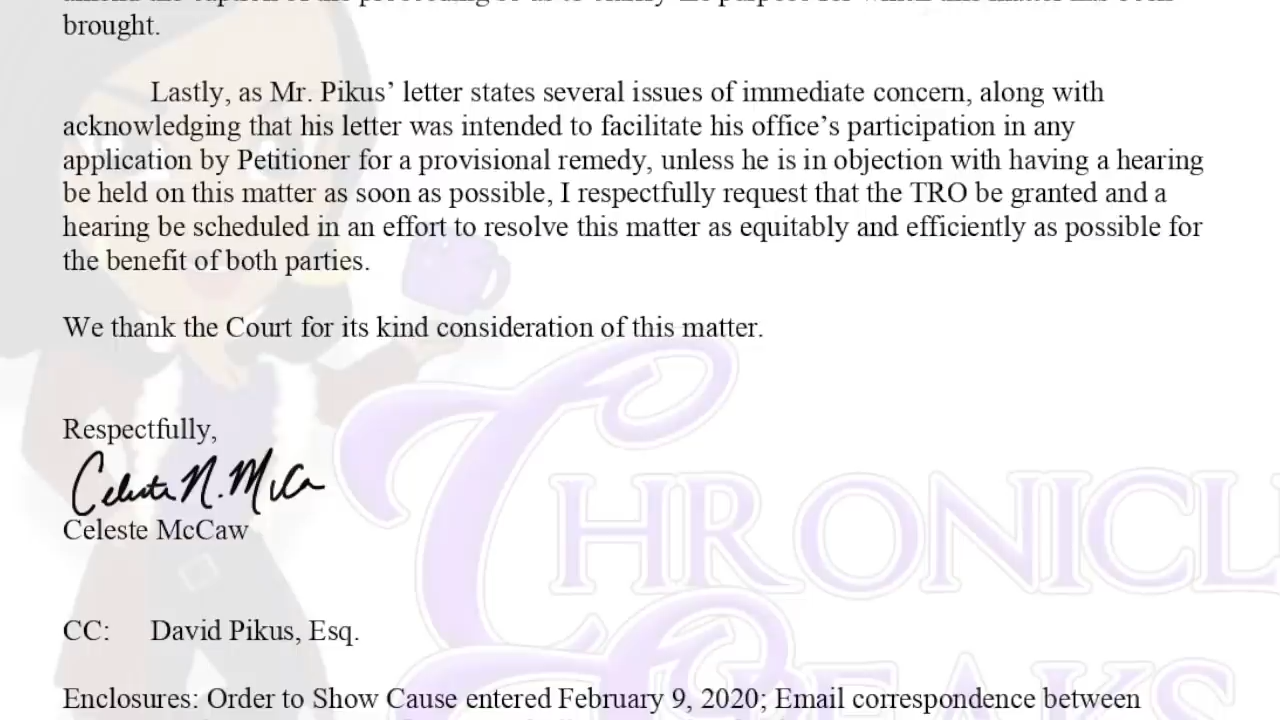 brought.
Lastly, as Mr. Pikus’ letter states several issues of immediate concern, along with
acknowledging that his letter was intended to facilitate his office’s participation in any
application by Petitioner for a provisional remedy, unless he is in objection with having a hearing
be held on this matter as soon as possible, I respectfully request that the TRO be granted and a
hearing be scheduled in an effort to resolve this matter as equitably and efficiently as possible for
the benefit of both parties.
We thank the Court for its kind consideration of this matter.
Respectfully,
Celeste N. McCa
Celeste McCaw
CC: David Pikus, Esq.
Enclosures: Order to Show Cause entered February 9, 2020; Email correspondence between
CHRONICL
SPEAKS